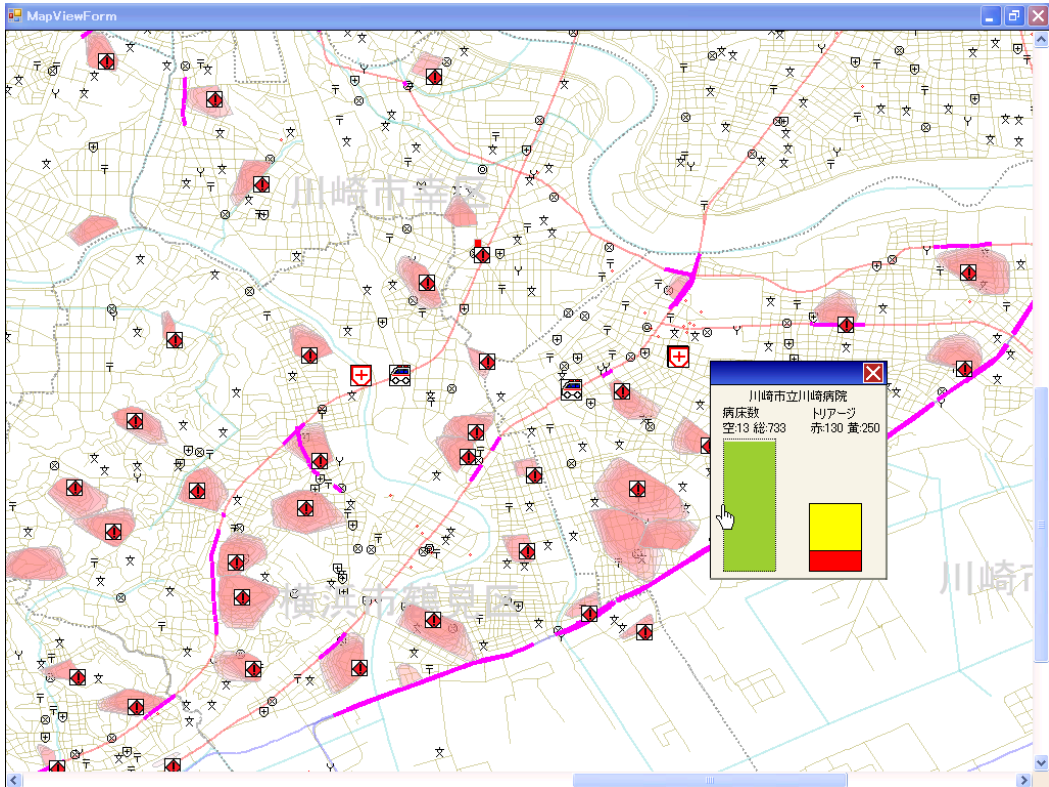 MapViewForm
川崎市幸区
川崎市立川崎病院
病床数 トリアージ
空:13 総:733 赤:130 黄:250
横浜市鶴見区
川崎市